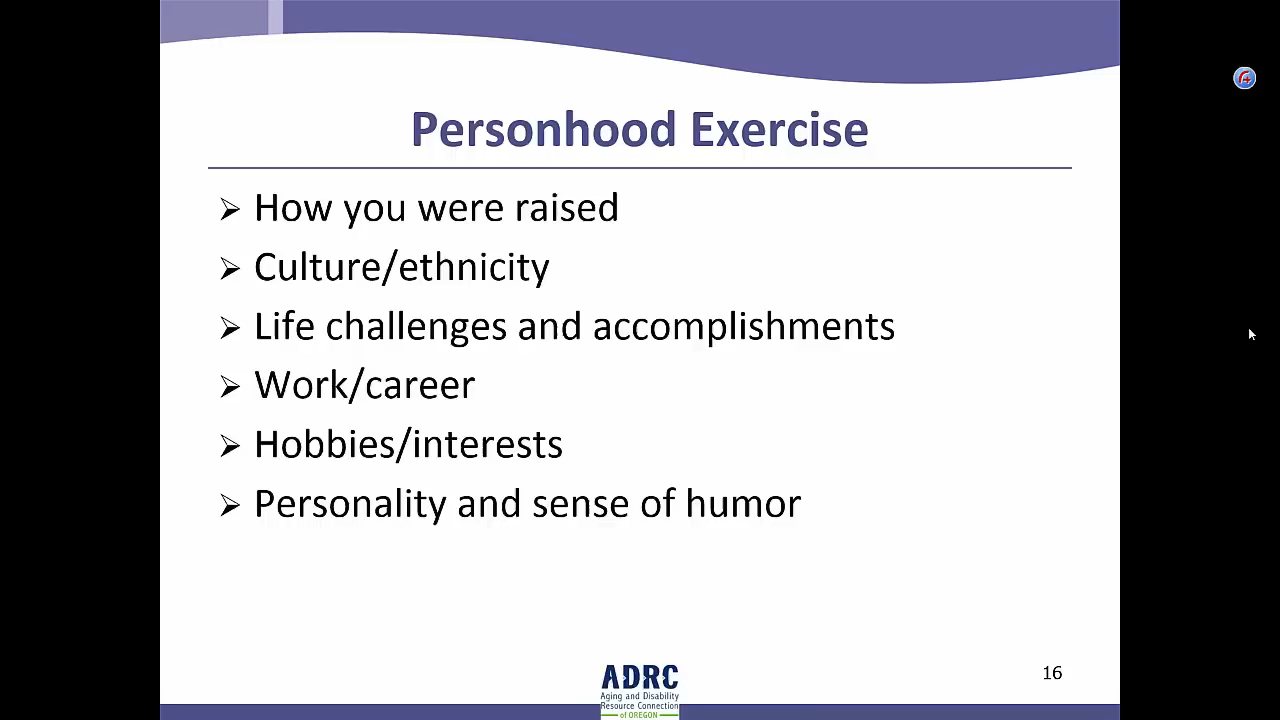 Personhood Exercise
How you were raised
Culture/ethnicity
Life challenges and accomplishments
Work/career
Hobbies/interests
Personality and sense of humor
ADRC
Aging and Disability
Resource Connection
of OREGON
16